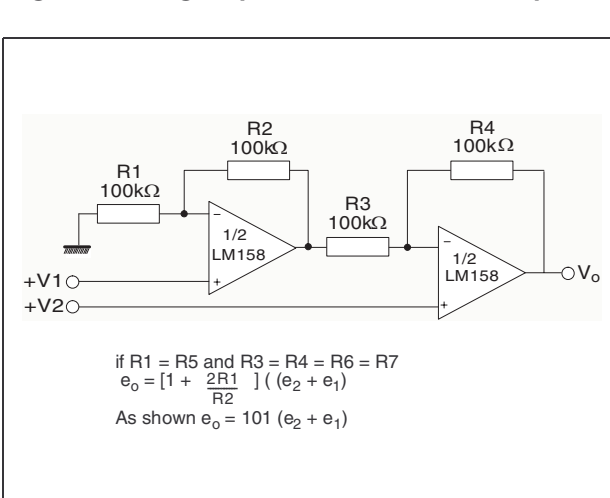 R2
100kΩ
R4
100kΩ
R1
100kΩ
R3
100kΩ
1/2
LM158
1/2
LM158
+V1
+V2
Vo
if R1 = R5 and R3 = R4 = R6 = R7
eo = [1 + 2R1/R2 ] ( (e2 + e1)
As shown eo = 101 (e2 + e1)